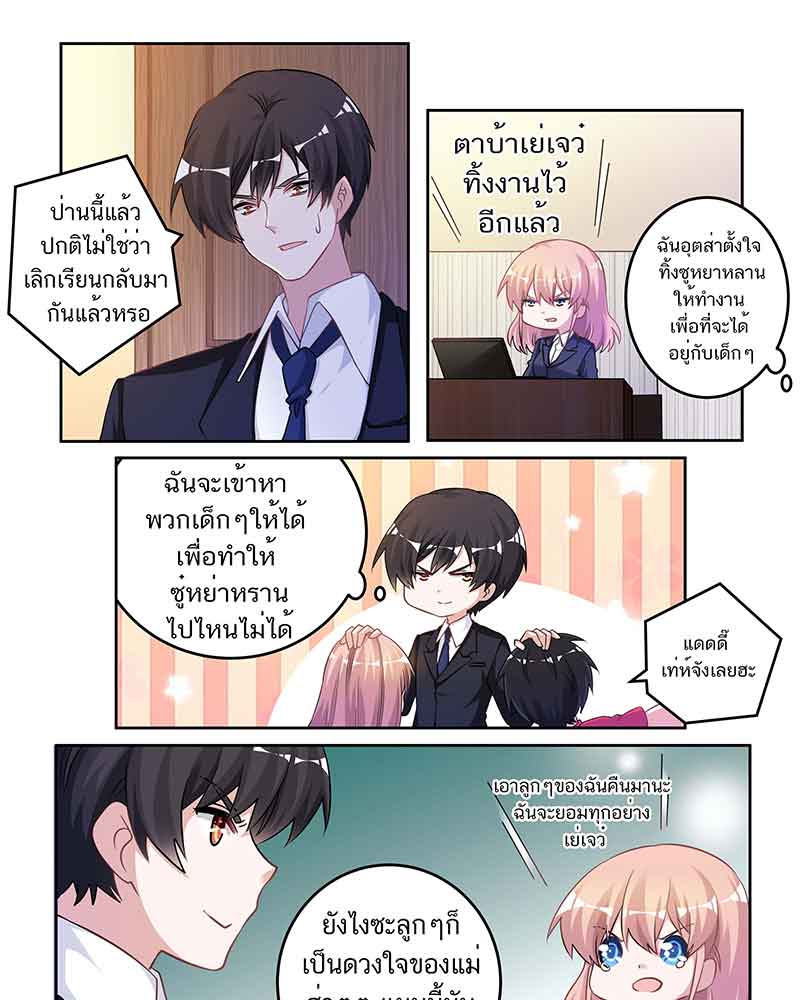 ป่านนี้แล้ว
ปกติไม่ใช่ว่า
เลิกเรียนกลับมา
กันแล้วหรอ
ตาบ้าเย่เจว๋
ทิ้งงานไว้
อีกแล้ว
ฉันอุตส่าตั้งใจ
ทิ้งซูหยาหลาน
ให้ทำงาน
เพื่อที่จะได้
อยู่กับเด็กๆ
ฉันจะเข้าหา
พวกเด็กๆให้ได้
เพื่อทำให้
ซู๋หย่าหราน
ไปไหนไม่ได้
แดดดี๊
เท่ห์จังเลยฮะ
เอาลูกๆของฉันคืนมานะ
ฉันจะยอมทุกอย่าง
เย่เจว๋
ยังไงซะลูกๆก็
เป็นดวงใจของแม่